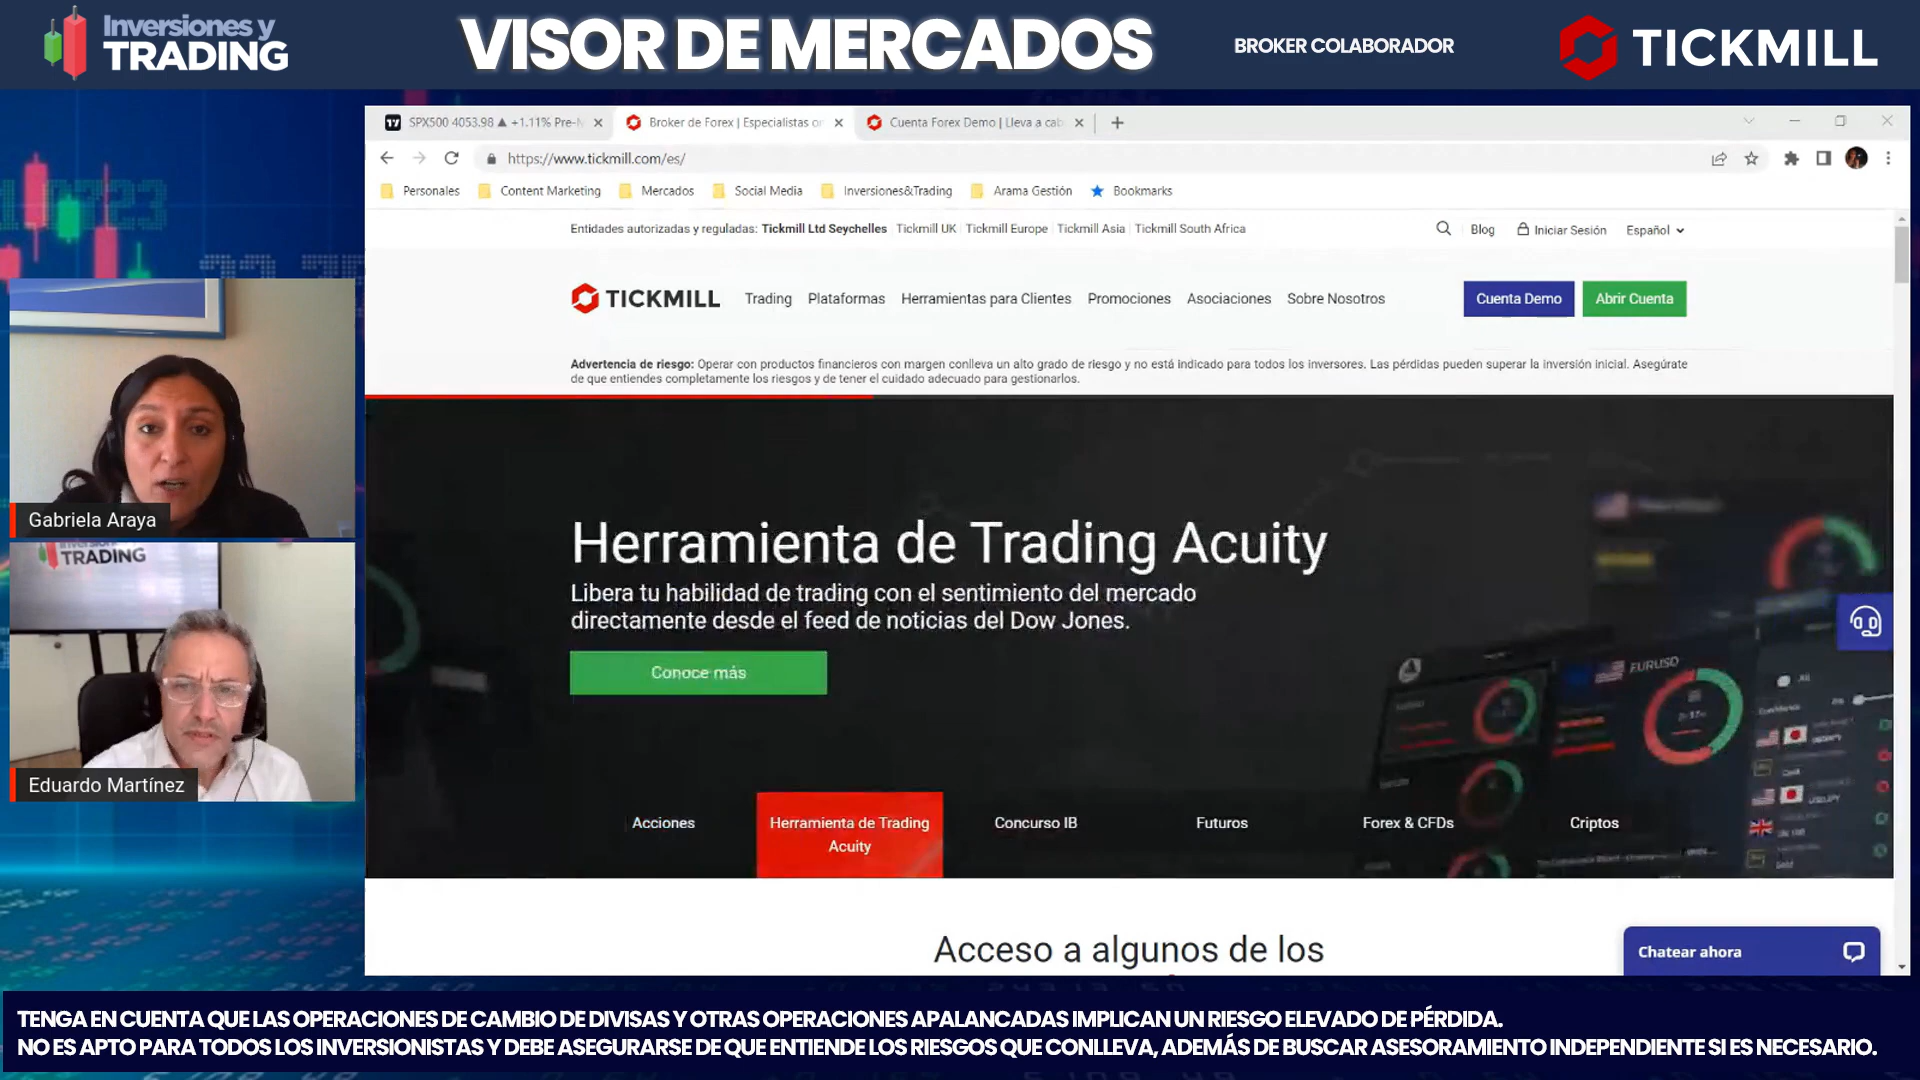 Inversiones y
TRADING
VISOR DE MERCADOS
BROKER COLABORADOR
TICKMILL
SPX500 4053.98 ▲ +1.11% Pre-
Broker de Forex | Especialistas
Cuenta Forex Demo | Lleva a cab
https://www.tickmill.com/es/
Personales
Content Marketing
Mercados
Social Media
Inversiones&Trading
Arama Gestión
Bookmarks
Entidades autorizadas y reguladas: Tickmill Ltd Seychelles | Tickmill UK | Tickmill Europe | Tickmill Asia | Tickmill South Africa
Blog
Iniciar Sesión
Español
TICKMILL
Trading
Plataformas
Herramientas para Clientes
Promociones
Asociaciones
Sobre Nosotros
Cuenta Demo
Abrir Cuenta
Advertencia de riesgo: Operar con productos financieros con margen conlleva un alto grado de riesgo y no está indicado para todos los inversores. Las pérdidas pueden superar la inversión inicial. Asegúrate
de que entiendes completamente los riesgos y de tener el cuidado adecuado para gestionarlos.
Herramienta de Trading Acuity
Libera tu habilidad de trading con el sentimiento del mercado
directamente desde el feed de noticias del Dow Jones.
Conoce más
EURUSD
Acciones
Herramienta de Trading
Acuity
Concurso IB
Futuros
Forex & CFDs
Criptos
Acceso a algunos de los
Chatear ahora
Gabriela Araya
TRADING
Eduardo Martínez
TENGA EN CUENTA QUE LAS OPERACIONES DE CAMBIO DE DIVISAS Y OTRAS OPERACIONES APALANCADAS IMPLICAN UN RIESGO ELEVADO DE PÉRDIDA.
NO ES APTO PARA TODOS LOS INVERSIONISTAS Y DEBE ASEGURARSE DE QUE ENTIENDE LOS RIESGOS QUE CONLLEVA, ADEMÁS DE BUSCAR ASESORAMIENTO INDEPENDIENTE SI ES NECESARIO.